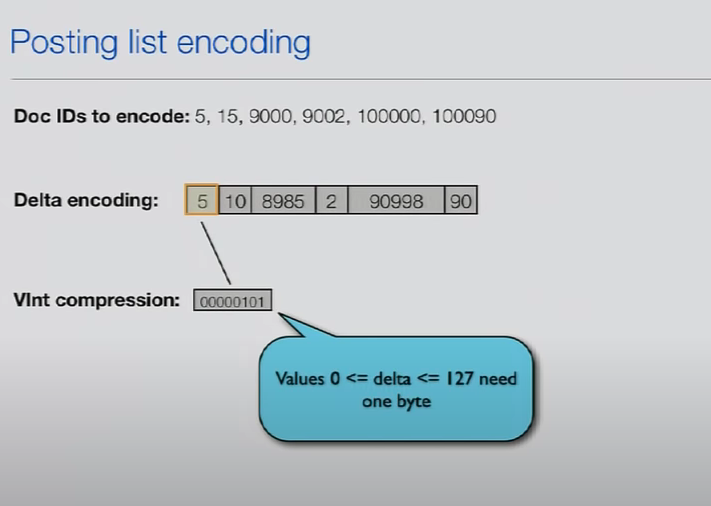 Posting list encoding
Doc IDs to encode: 5, 15, 9000, 9002, 100000, 100090
Delta encoding: 5 10 8985 2 90998 90
VInt compression: 00000101
Values 0 <= delta <= 127 need
one byte